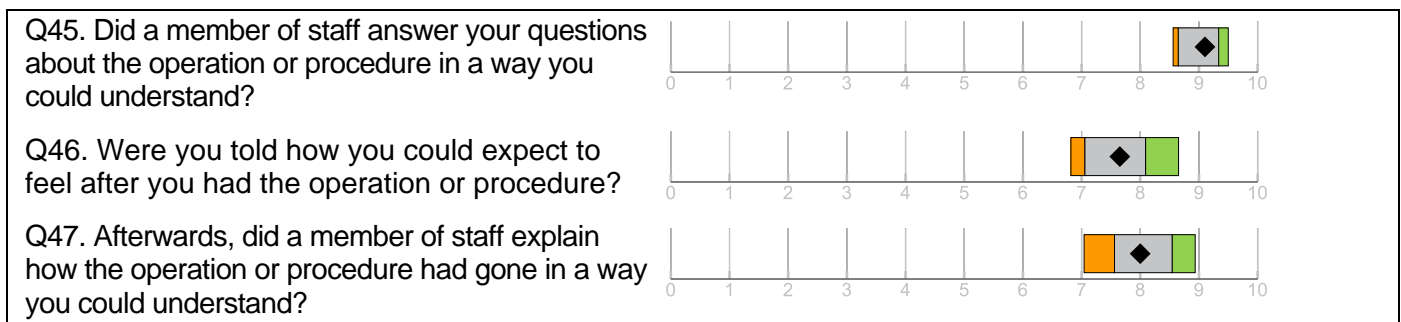 Q45. Did a member of staff answer your questions
about the operation or procedure in a way you
could understand?
0 1 2 3 4 5 6 7 8 9 10
Q46. Were you told how you could expect to
feel after you had the operation or procedure?
0 1 2 3 4 5 6 7 8 9 10
Q47. Afterwards, did a member of staff explain
how the operation or procedure had gone in a way
you could understand?
0 1 2 3 4 5 6 7 8 9 10